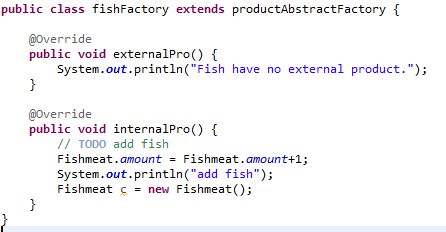 public class fishFactory extends productAbstractFactory {
@Override
public void externalPro() {
System.out.println("Fish have no external product.");
}
@Override
public void internalPro() {
// TODO add fish
Fishmeat.amount = Fishmeat.amount+1;
System.out.println("add fish");
Fishmeat c = new Fishmeat();
}
}